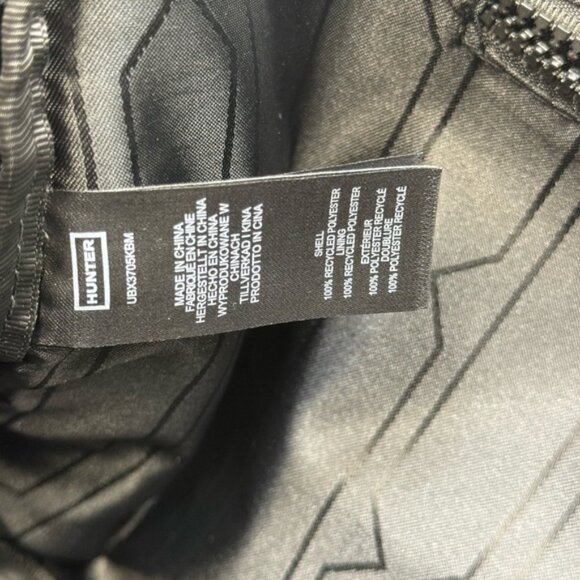 HUNTER
UBX3705KBM
MADE IN CHINA
FABRIQUÉ EN CHINE
HERGESTELLT IN CHINA
HECHO EN CHINA
WYPRODUKOWANE W
CHINACH
TILLVERKAD I KINA
PRODOTTO IN CINA
SHELL
100% RECYCLED POLYESTER
LINING
100% RECYCLED POLYESTER
EXTÉRIEUR
100% POLYESTER RECYCLÉ
DOUBLURE
100% POLYESTER RECYCLÉ